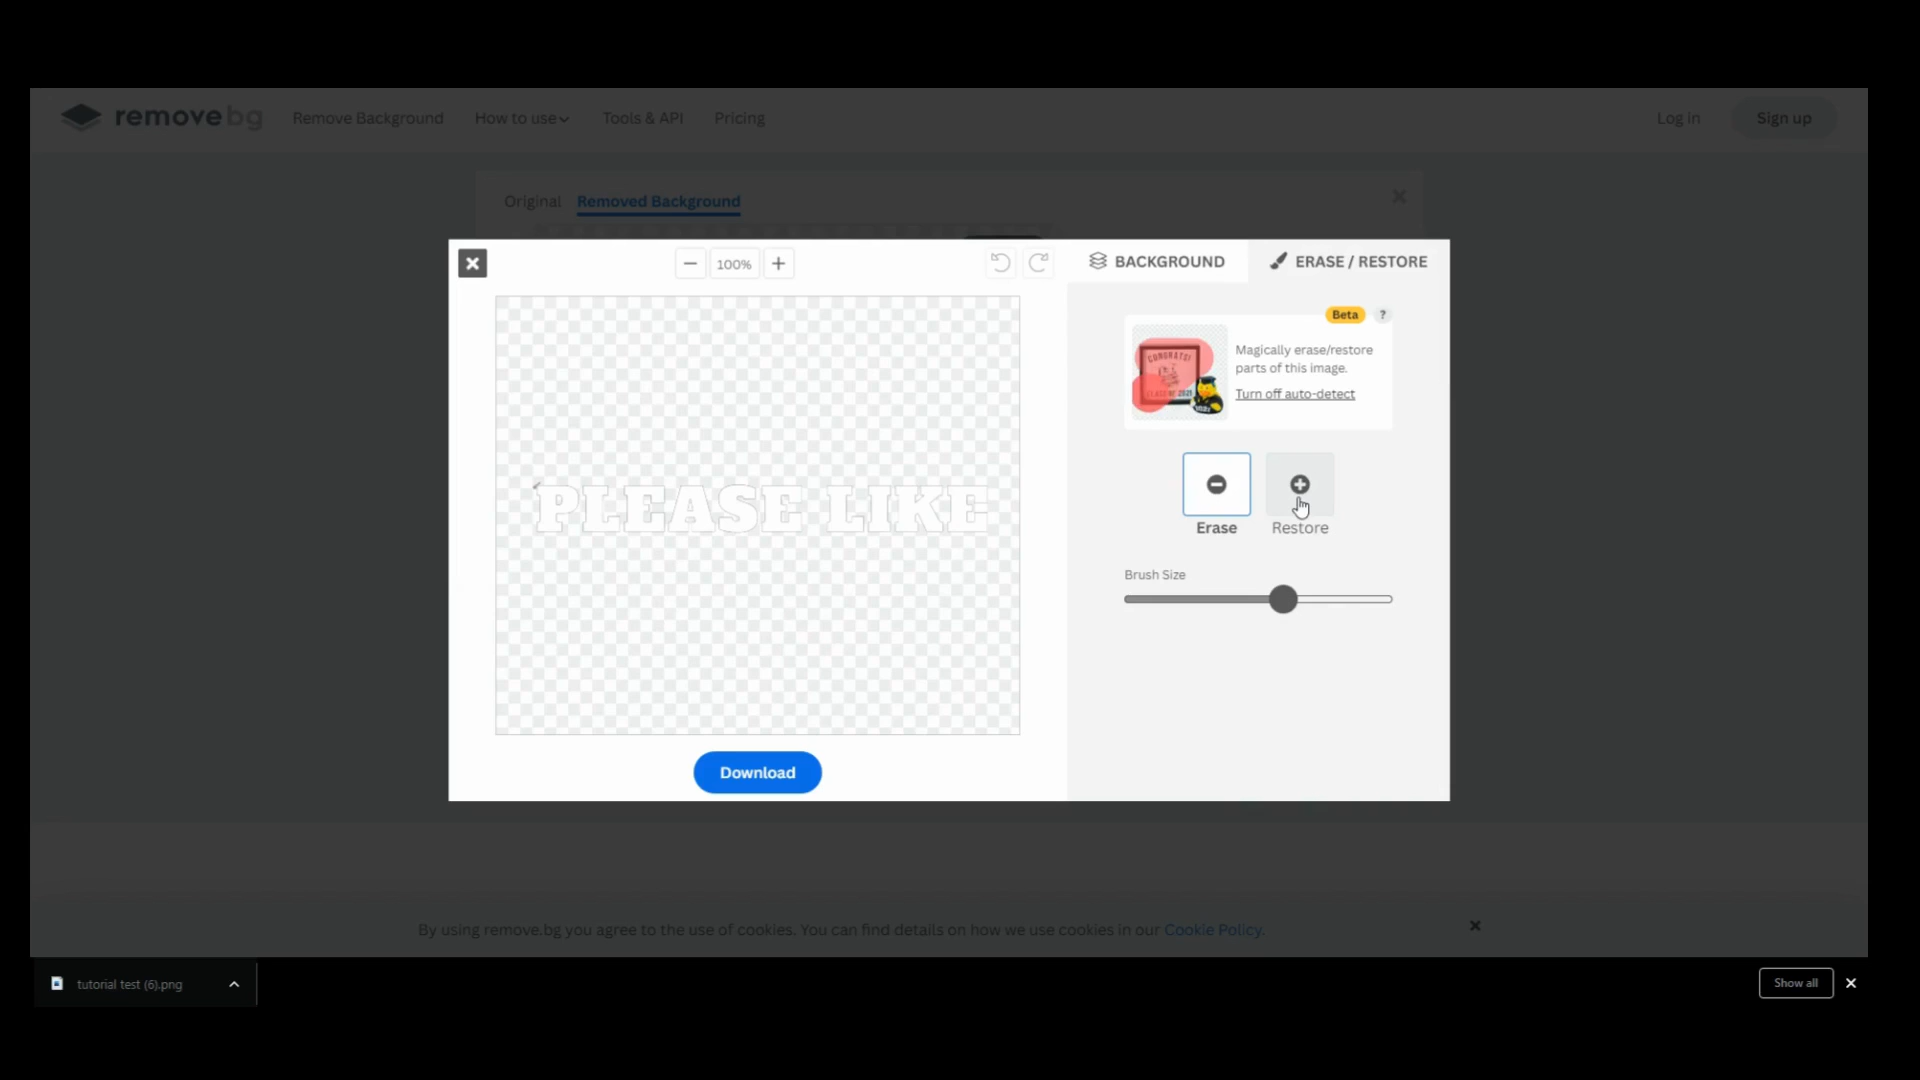 remove bg Remove Background How to use Tools & API Pricing Log in Sign up
Original Removed Background
100% BACKGROUND ERASE / RESTORE
Beta ?
CONGRATS!
Magically erase/restore
parts of this image.
Turn off auto-detect
PLEASE LIKE
Erase Restore
Brush Size
Download
By using remove.bg you agree to the use of cookies. You can find details on how we use cookies in our Cookie Policy.
tutorial test (6).png Show all